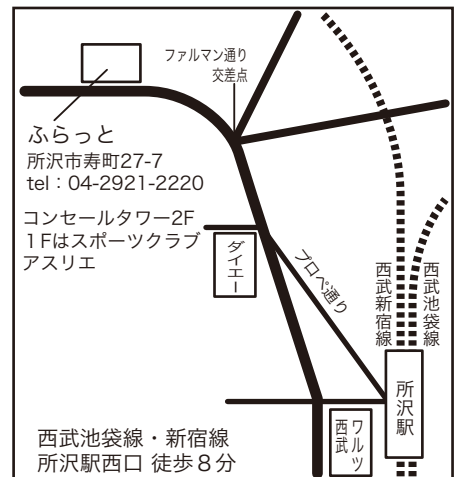 ファルマン通り
交差点
ふらっと
所沢市寿町27-7
tel：04-2921-2220
コンセールタワー2F
１Fはスポーツクラブ
アスリエ
ダイエー
プロペ通り
西武新宿線
西武池袋線
所沢駅
ワルツ
西武
西武池袋線・新宿線
所沢駅西口 徒歩８分